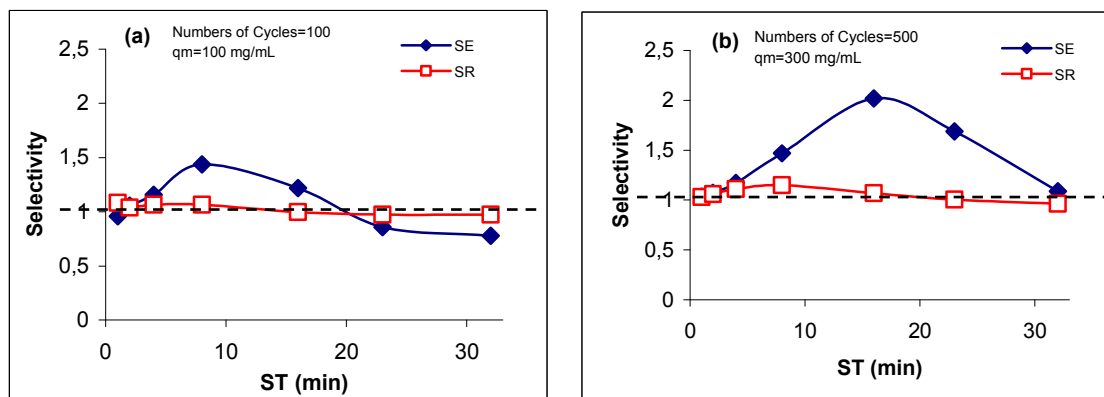 (a)
Numbers of Cycles=100
qm=100 mg/mL
SE
SR
2,5
2
1,5
1
0,5
0
Selectivity
0 10 20 30
ST (min)
(b)
Numbers of Cycles=500
qm=300 mg/mL
SE
SR
2,5
2
1,5
1
0,5
0
Selectivity
0 10 20 30
ST (min)